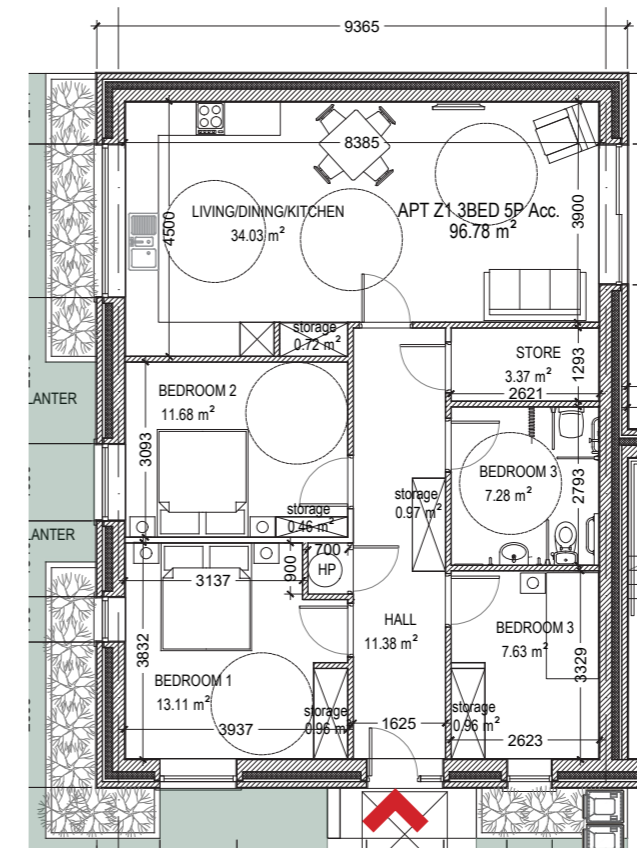 9365
8385
LIVING/DINING/KITCHEN
34.03 m²
4500
APT Z1 3BED 5P Acc.
96.78 m²
3900
storage
0.72 m²
STORE
3.37 m²
1293
2621
LANTER
BEDROOM 2
11.68 m²
3093
BEDROOM 3
7.28 m²
2793
storage
0.97 m²
storage
0.46 m²
LANTER
700
900
HP
3137
HALL
11.38 m²
BEDROOM 3
7.63 m²
3329
3832
BEDROOM 1
13.11 m²
storage
0.96 m²
storage
0.96 m²
3937
1625
2623